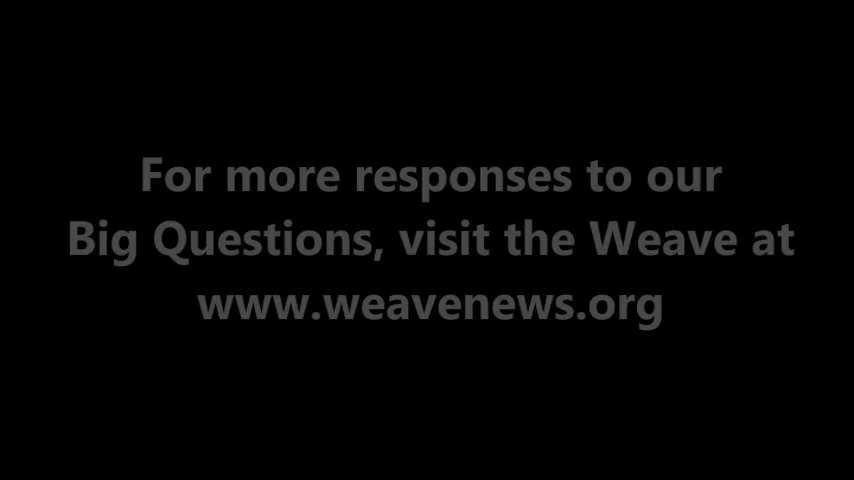 For more responses to our
Big Questions, visit the Weave at
www.weavenews.org